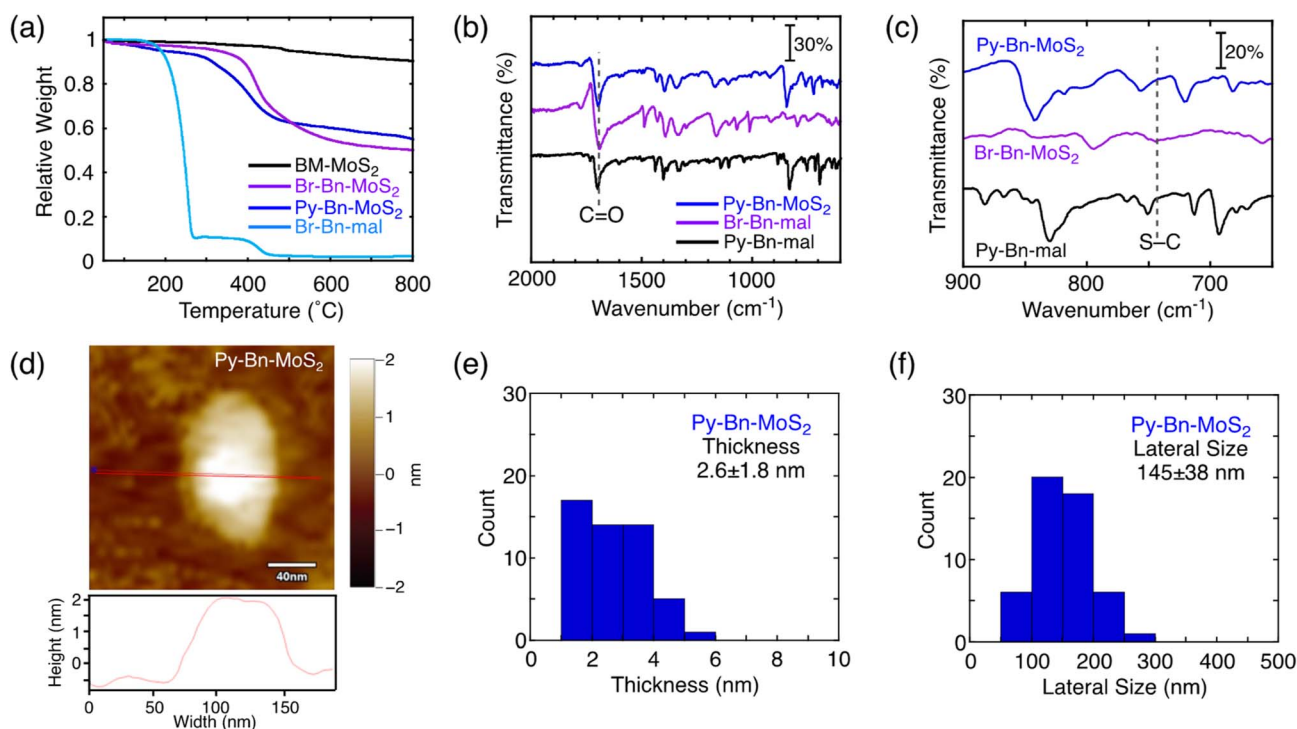 (a)
Relative Weight
1
0.8
0.6
0.4
0.2
0
BM-MoS₂
Br-Bn-MoS₂
Py-Bn-MoS₂
Br-Bn-mal
200 400 600 800
Temperature (˚C)
(b)
Transmittance (%)
30%
C=O
Py-Bn-MoS₂
Br-Bn-mal
Py-Bn-mal
2000 1500 1000
Wavenumber (cm⁻¹)
(c)
Transmittance (%)
Py-Bn-MoS₂
20%
Br-Bn-MoS₂
Py-Bn-mal
S–C
900 800 700
Wavenumber (cm⁻¹)
(d)
Py-Bn-MoS₂
40nm
2
1
0
−1
−2
nm
Height (nm)
2
1
0
0 50 100 150
Width (nm)
(e)
Count
30
20
10
0
Py-Bn-MoS₂
Thickness
2.6±1.8 nm
0 2 4 6 8 10
Thickness (nm)
(f)
Count
30
20
10
0
Py-Bn-MoS₂
Lateral Size
145±38 nm
0 100 200 300 400 500
Lateral Size (nm)